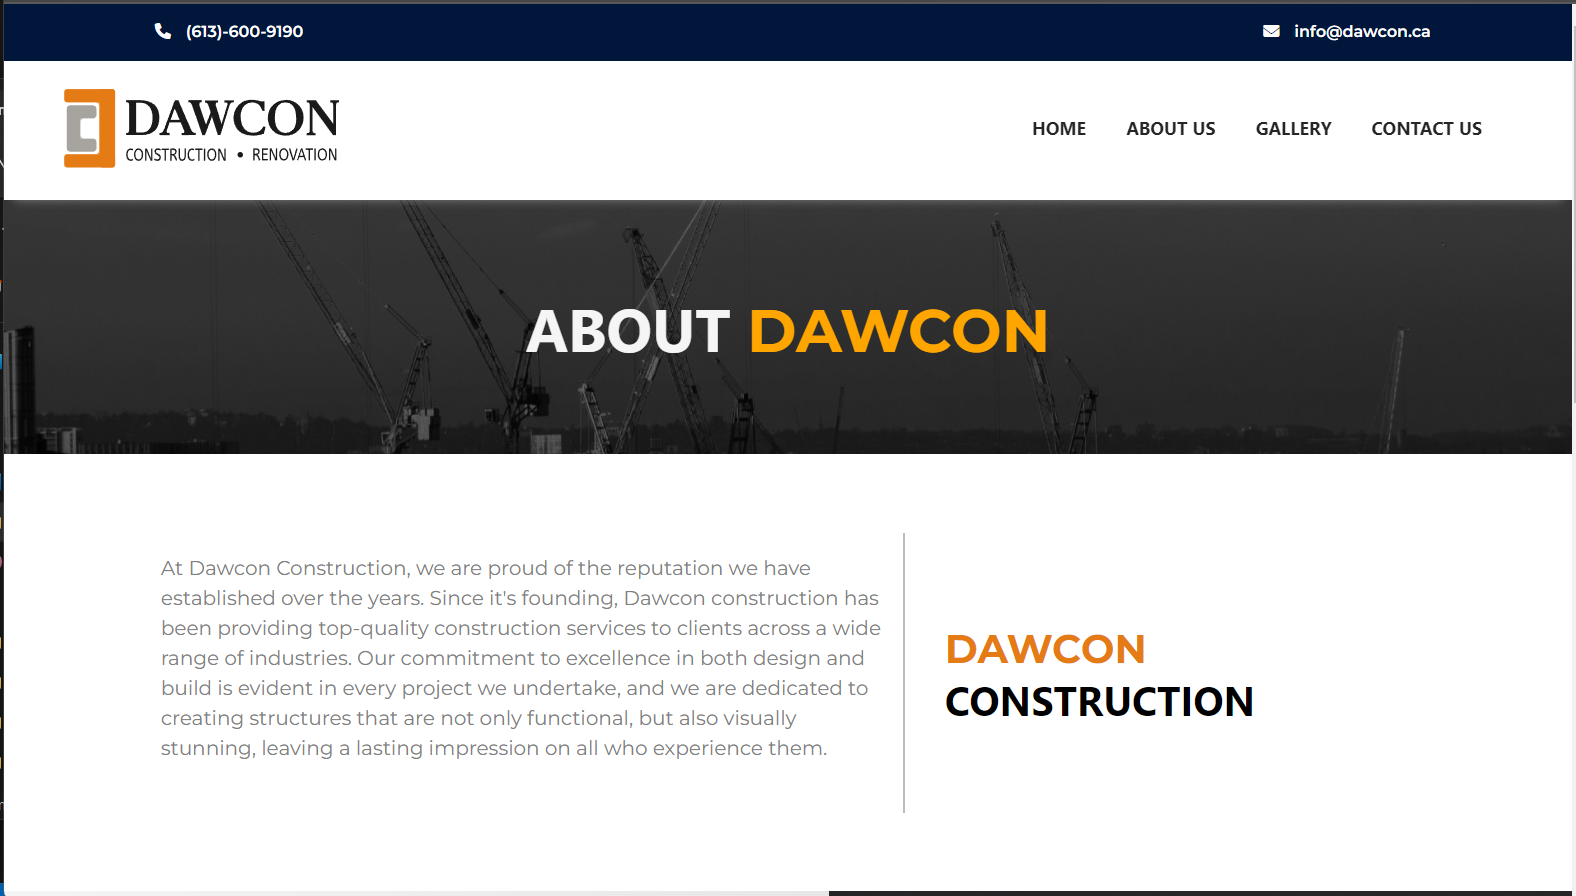 (613)-600-9190
info@dawcon.ca
DAWCON
CONSTRUCTION • RENOVATION
HOME
ABOUT US
GALLERY
CONTACT US
ABOUT DAWCON
At Dawcon Construction, we are proud of the reputation we have
established over the years. Since it's founding, Dawcon construction has
been providing top-quality construction services to clients across a wide
range of industries. Our commitment to excellence in both design and
build is evident in every project we undertake, and we are dedicated to
creating structures that are not only functional, but also visually
stunning, leaving a lasting impression on all who experience them.
DAWCON
CONSTRUCTION